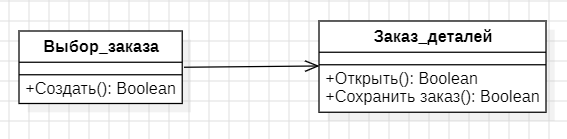 Выбор_заказа
+Создать(): Boolean
Заказ_деталей
+Открыть(): Boolean
+Сохранить заказ(): Boolean